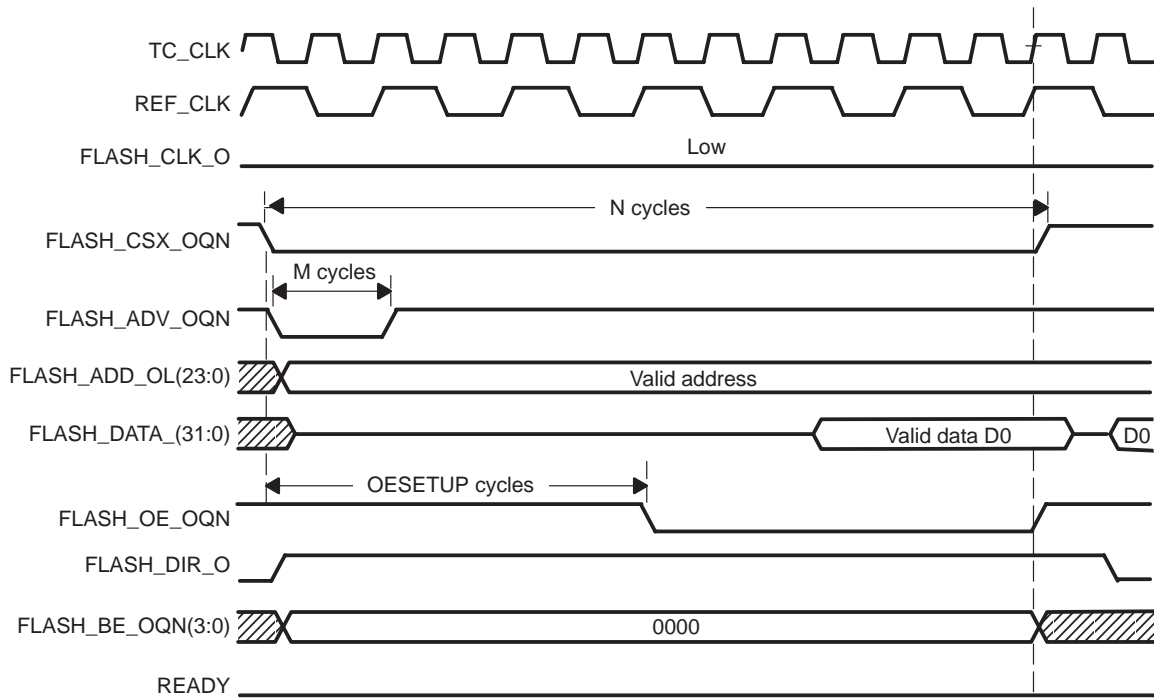 TC_CLK
REF_CLK
FLASH_CLK_O
Low
N cycles
FLASH_CSX_OQN
M cycles
FLASH_ADV_OQN
FLASH_ADD_OL(23:0)
Valid address
FLASH_DATA_(31:0)
Valid data D0
D0
OESETUP cycles
FLASH_OE_OQN
FLASH_DIR_O
FLASH_BE_OQN(3:0)
0000
READY